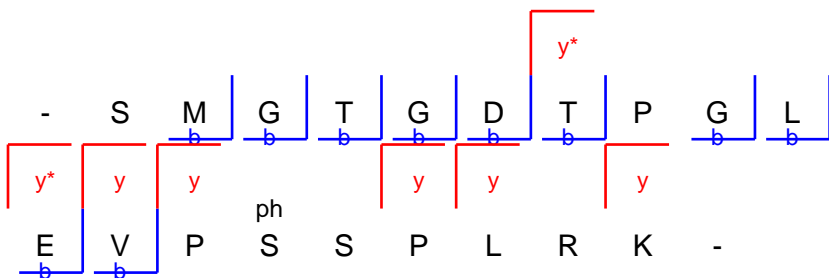 y*
- S M G T G D T P G L
b b b b b b b b
y* y y y y y
ph
E V P S S P L R K -
b b